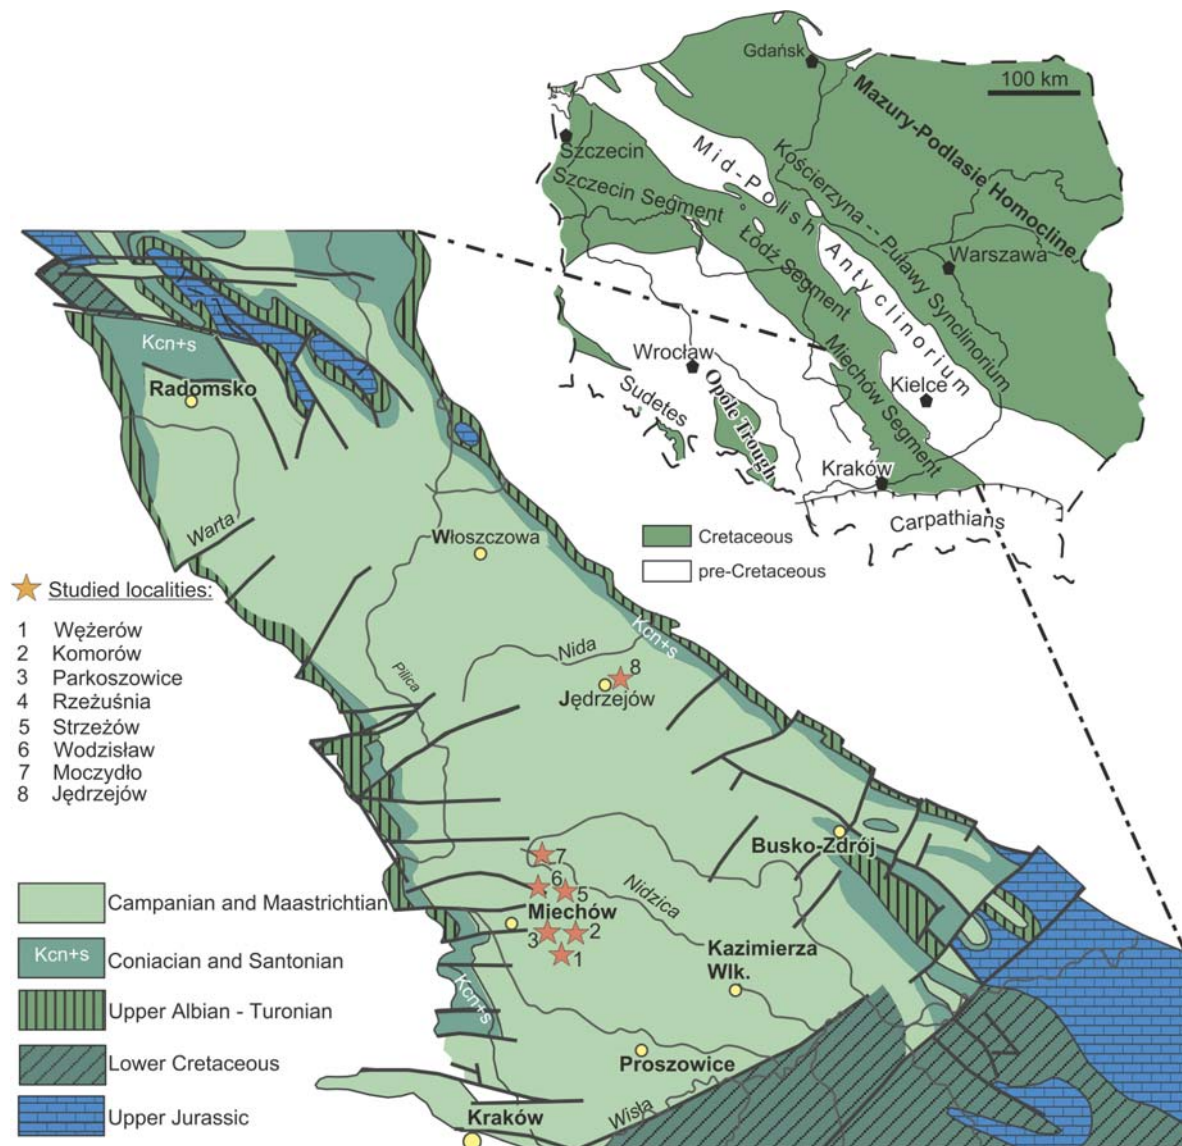 Gdańsk
100 km
Mazury-Podlasie Homocline
Szczecin
Mid-Polish Antyclinorium
Kościerzyna -- Puławy Synclinorium
Szczecin Segment
Łódź Segment
Warszawa
Miechów Segment
Wrocław
Kielce
Opole Trough
Sudetes
Kraków
Carpathians
Cretaceous
pre-Cretaceous
Kcn+s
Radomsko
Warta
Włoszczowa
Studied localities:
1 Wężerów
2 Komorów
3 Parkoszowice
4 Rzeżuśnia
5 Strzeżów
6 Wodzisław
7 Moczydło
8 Jędrzejów
Kcn+s
Nida
Pilica
8
Jędrzejów
Busko-Zdrój
7
6
5
Nidzica
Miechów
3
2
1
Kazimierza
Wlk.
Kcn+s
Proszowice
Wisła
Kraków
Campanian and Maastrichtian
Kcn+s Coniacian and Santonian
Upper Albian - Turonian
Lower Cretaceous
Upper Jurassic